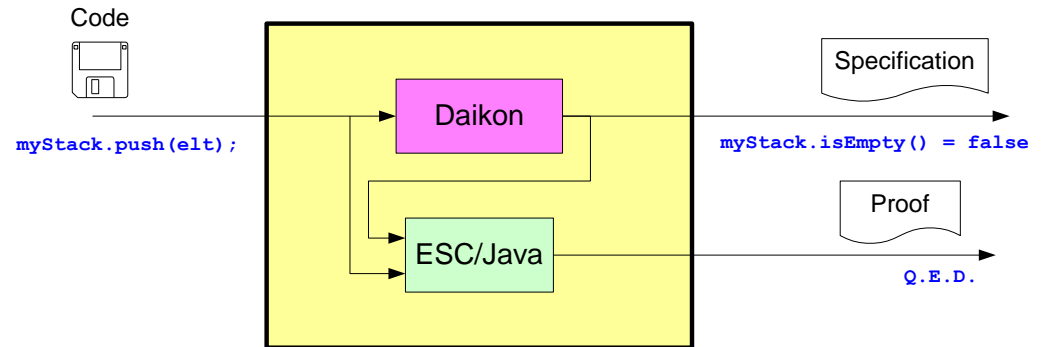 Code
Specification
Daikon
myStack.push(elt);
myStack.isEmpty() = false
Proof
ESC/Java
Q.E.D.